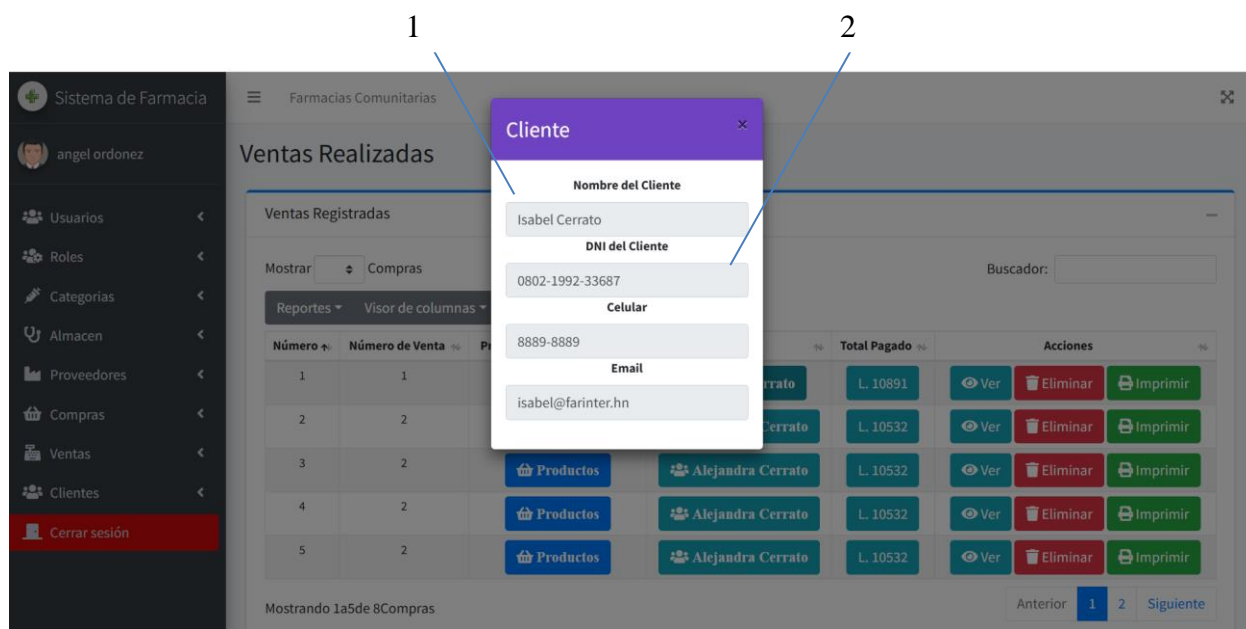 1 2
Sistema de Farmacia
Farmacias Comunitarias
angel ordonez
Usuarios
Roles
Categorias
Almacen
Proveedores
Compras
Ventas
Clientes
Cerrar sesión
Ventas Realizadas
Ventas Registradas
Mostrar Compras
Buscador:
Reportes Visor de columnas
Número Número de Venta Total Pagado Acciones
1 1 L. 10891 Ver Eliminar Imprimir
2 2 L. 10532 Ver Eliminar Imprimir
3 2 Productos Alejandra Cerrato L. 10532 Ver Eliminar Imprimir
4 2 Productos Alejandra Cerrato L. 10532 Ver Eliminar Imprimir
5 2 Productos Alejandra Cerrato L. 10532 Ver Eliminar Imprimir
Mostrando 1a5de 8Compras
Anterior 1 2 Siguiente
Cliente ×
Nombre del Cliente
Isabel Cerrato
DNI del Cliente
0802-1992-33687
Celular
8889-8889
Email
isabel@farinter.hn